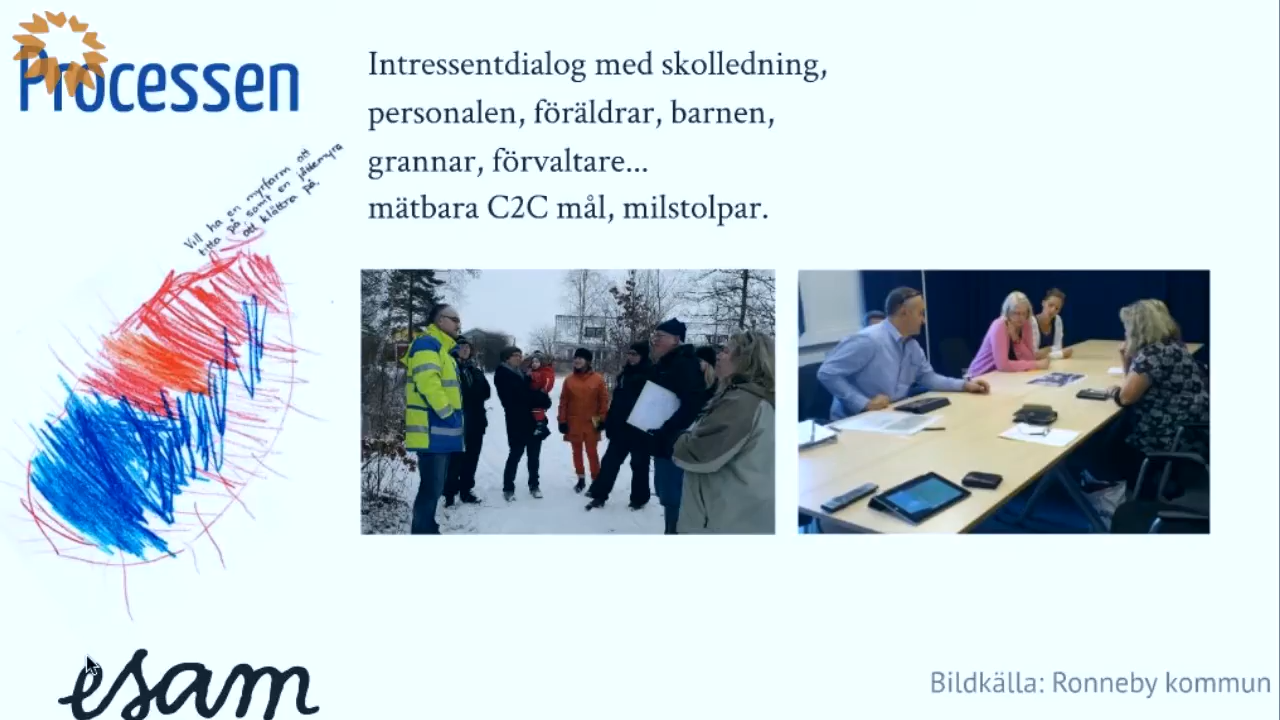 Processen
Intressentdialog med skolledning,
personalen, föräldrar, barnen,
grannar, förvaltare...
mätbara C2C mål, milstolpar.
Vill ha en myrfarm att
titta på samt en jättemyra
att klättra på.
esam
Bildkälla: Ronneby kommun